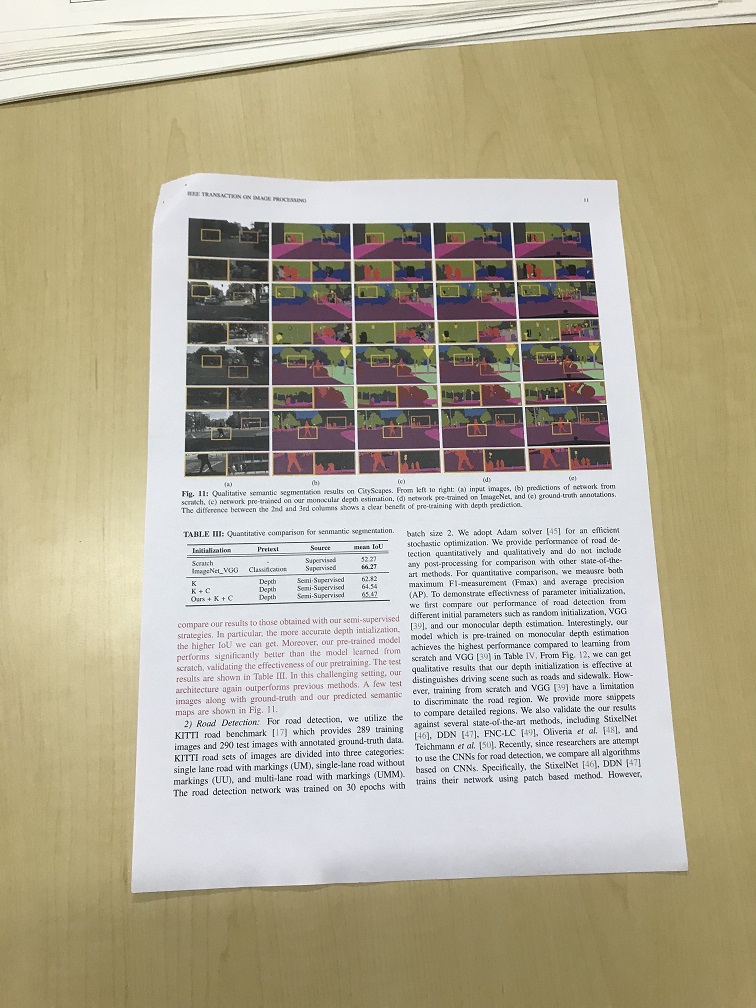 IEEE TRANSACTION ON IMAGE PROCESSING
11
(a)
(b)
(c)
(d)
(e)
Fig. 11: Qualitative semantic segmentation results on CityScapes. From left to right: (a) input images, (b) predictions of network from
scratch, (c) network pre-trained on our monocular depth estimation, (d) network pre-trained on ImageNet, and (e) ground-truth annotations.
The difference between the 2nd and 3rd columns shows a clear benefit of pre-training with depth prediction.
TABLE III: Quantitative comparison for senmantic segmentation.
Initialization Pretext Source mean IoU
Scratch - Supervised 52.27
ImageNet_VGG Classification Supervised 66.27
K Depth Semi-Supervised 62.82
K + C Depth Semi-Supervised 64.54
Ours + K + C Depth Semi-Supervised 65.47
compare our results to those obtained with our semi-supervised
strategies. In particular, the more accurate depth intialization,
the higher IoU we can get. Moreover, our pre-trained model
performs significantly better than the model learned from
scratch, validating the effectiveness of our pretraining. The test
results are shown in Table III. In this challenging setting, our
architecture again outperforms previous methods. A few test
images along with ground-truth and our predicted semantic
maps are shown in Fig. 11.
2) Road Detection: For road detection, we utilize the
KITTI road benchmark [17] which provides 289 training
images and 290 test images with annotated ground-truth data.
KITTI road sets of images are divided into three categories:
single lane road with markings (UM), single-lane road without
markings (UU), and multi-lane road with markings (UMM).
The road detection network was trained on 30 epochs with
batch size 2. We adopt Adam solver [45] for an efficient
stochastic optimization. We provide performance of road de-
tection quantitatively and qualitatively and do not include
any post-processing for comparison with other state-of-the-
art methods. For quantitative comparison, we meausre both
maximum F1-measurement (Fmax) and average precision
(AP). To demonstrate effectivness of parameter initialization,
we first compare our performance of road detection from
different initial parameters such as random initialization, VGG
[39], and our monocular depth estimation. Interestingly, our
model which is pre-trained on monocular depth estimation
achieves the highest performance compared to learning from
scratch and VGG [39] in Table IV. From Fig. 12, we can get
qualitative results that our depth initialization is effective at
distinguishes driving scene such as roads and sidewalk. How-
ever, training from scratch and VGG [39] have a limitation
to discriminate the road region. We provide more snippets
to compare detailed regions. We also validate the our results
against several state-of-the-art methods, including StixelNet
[46], DDN [47], FNC-LC [49], Oliveria et al. [48], and
Teichmann et al. [50]. Recently, since researchers are attempt
to use the CNNs for road detection, we compare all algorithms
based on CNNs. Specifically, the StixelNet [46], DDN [47]
trains their network using patch based method. However,